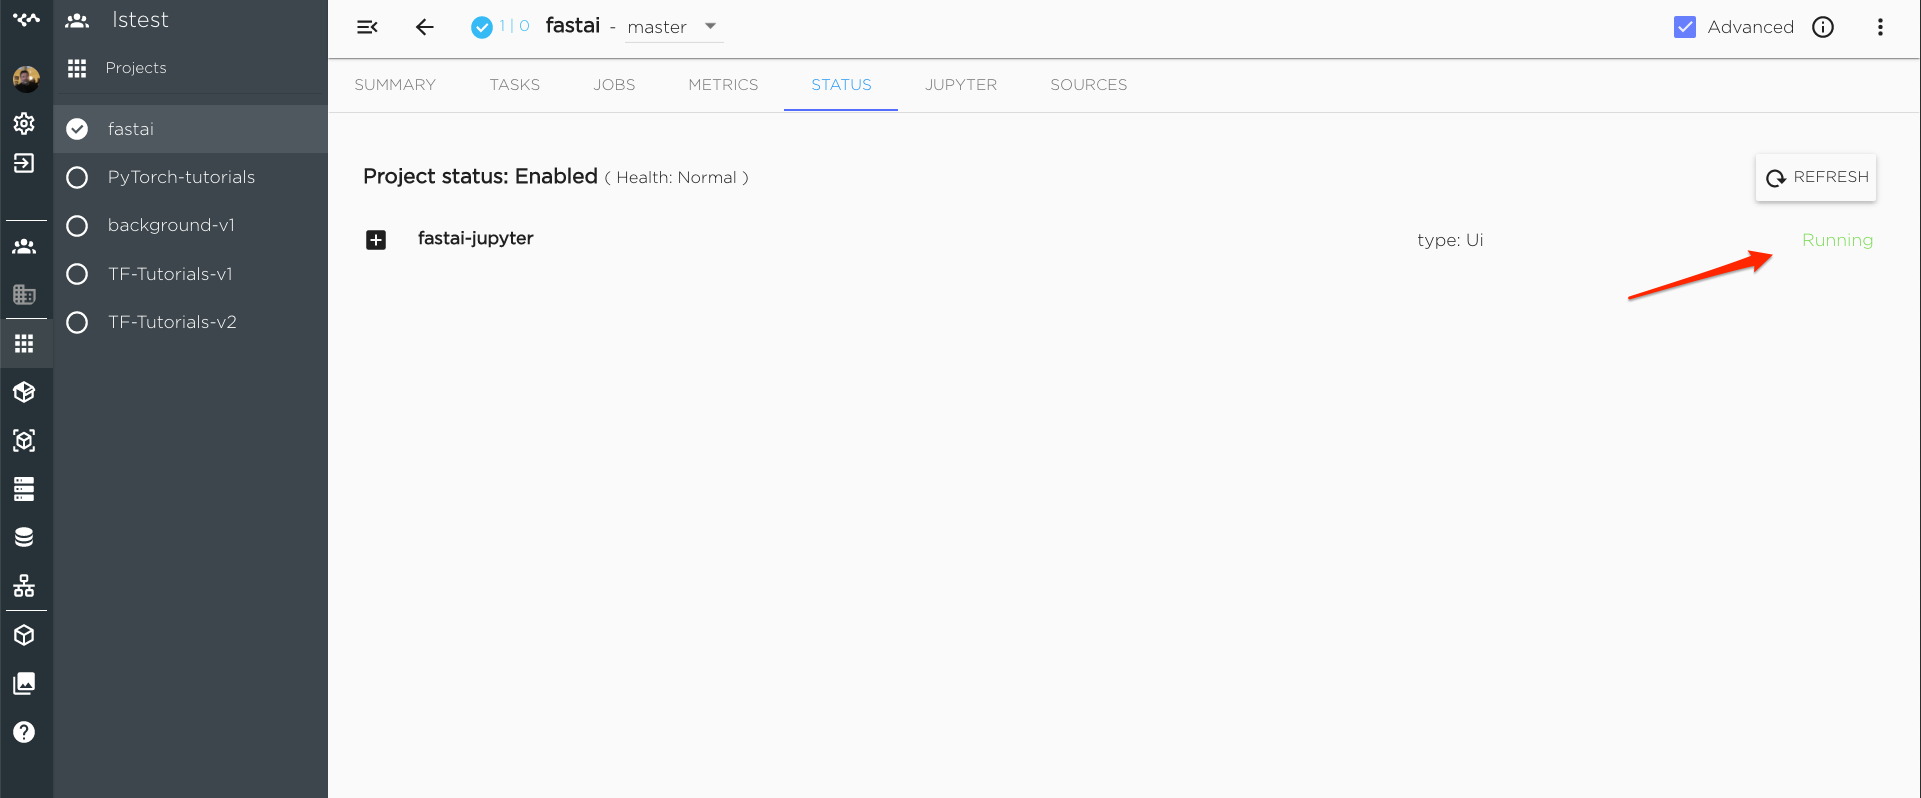 lstest
Projects
fastai
PyTorch-tutorials
background-v1
TF-Tutorials-v1
TF-Tutorials-v2
1 | 0 fastai - master
Advanced
SUMMARY TASKS JOBS METRICS STATUS JUPYTER SOURCES
Project status: Enabled ( Health: Normal )
REFRESH
fastai-jupyter type: Ui Running